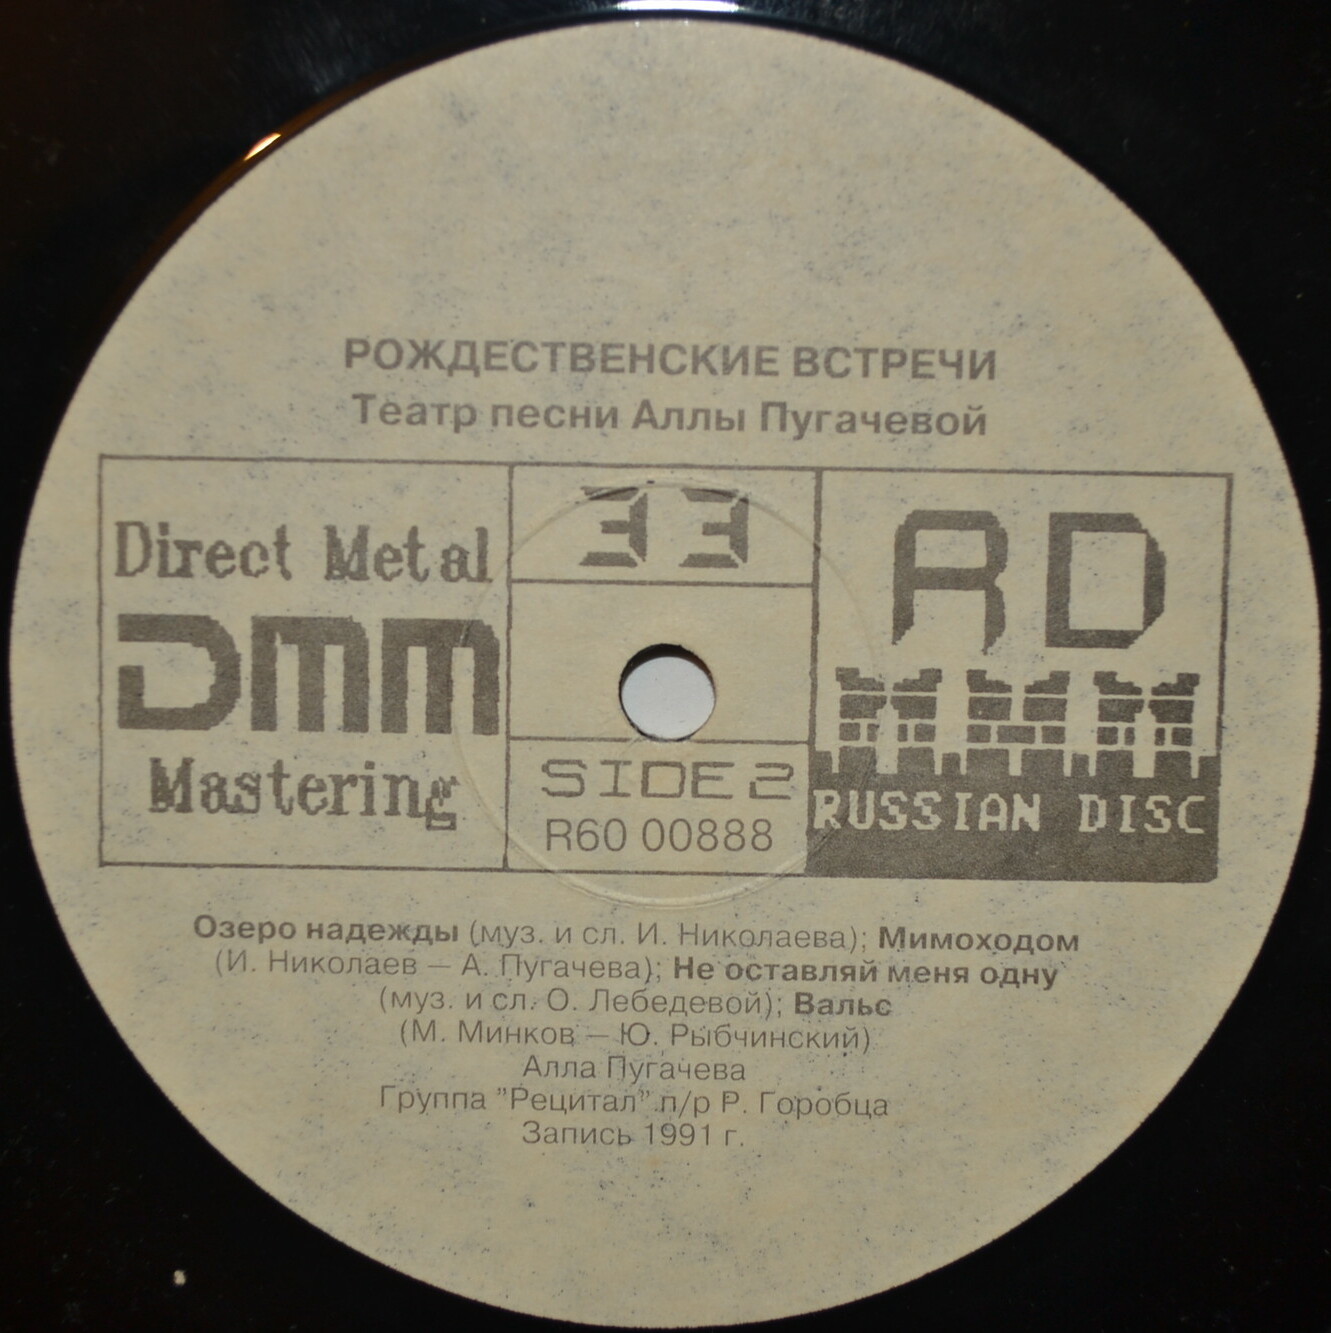 РОЖДЕСТВЕНСКИЕ ВСТРЕЧИ
Театр песни Аллы Пугачевой
Direct Metal
DMM
Mastering
33
SIDE 2
R60 00888
RD
RUSSIAN DISC
Озеро надежды (муз. и сл. И. Николаева); Мимоходом
(И. Николаев – А. Пугачева); Не оставляй меня одну
(муз. и сл. О. Лебедевой); Вальс
(М. Минков – Ю. Рыбчинский)
Алла Пугачева
Группа "Рецитал" п/р Р. Горобца
Запись 1991 г.